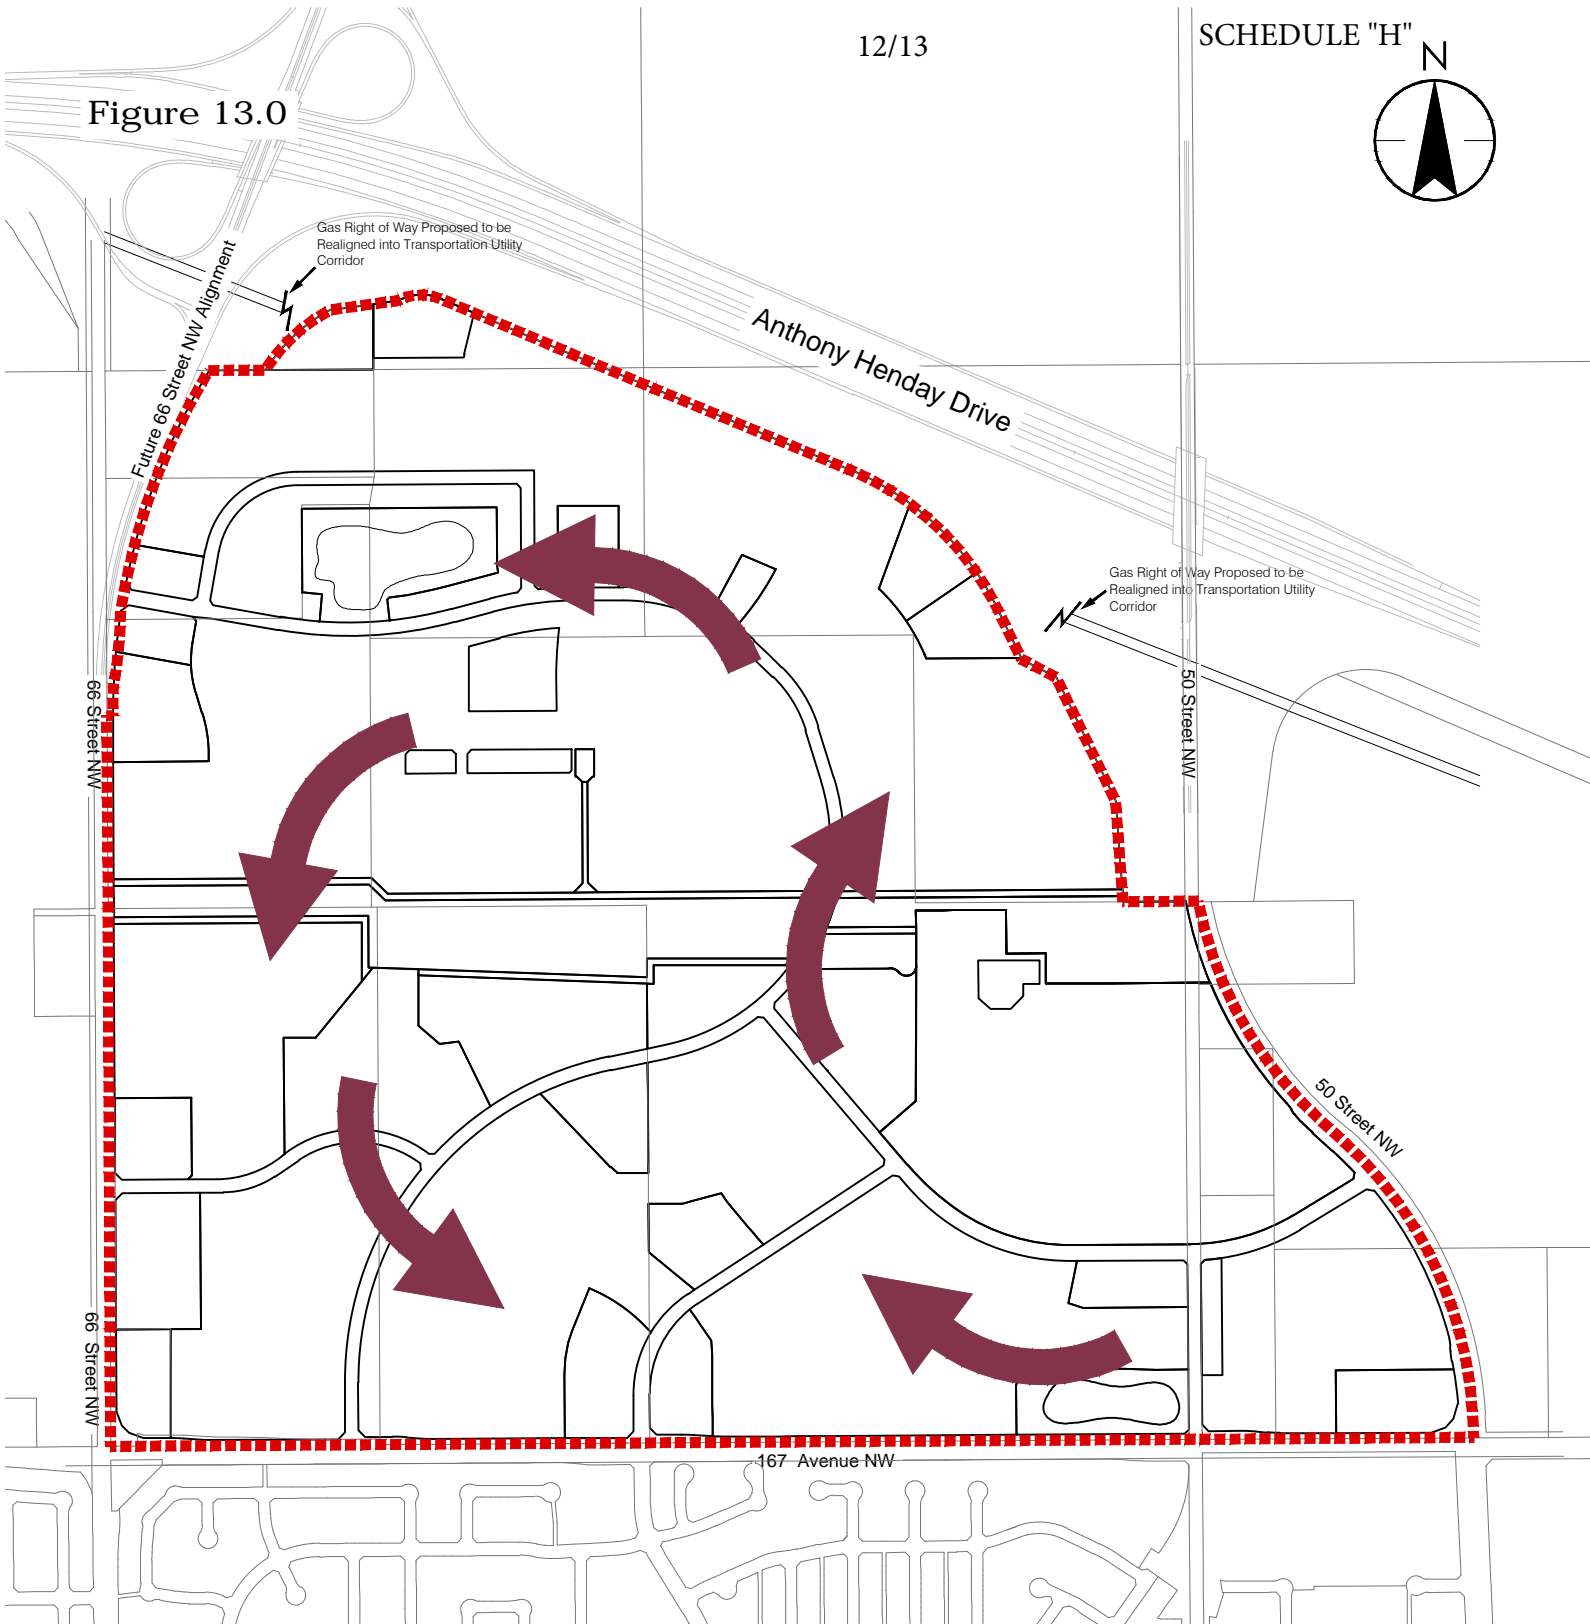 12/13
SCHEDULE "H"
N
Figure 13.0
Gas Right of Way Proposed to be
Realigned into Transportation Utility
Corridor
Future 66 Street NW Alignment
Anthony Henday Drive
Gas Right of Way Proposed to be
Realigned into Transportation Utility
Corridor
66 Street NW
50 Street NW
50 Street NW
66 Street NW
167 Avenue NW